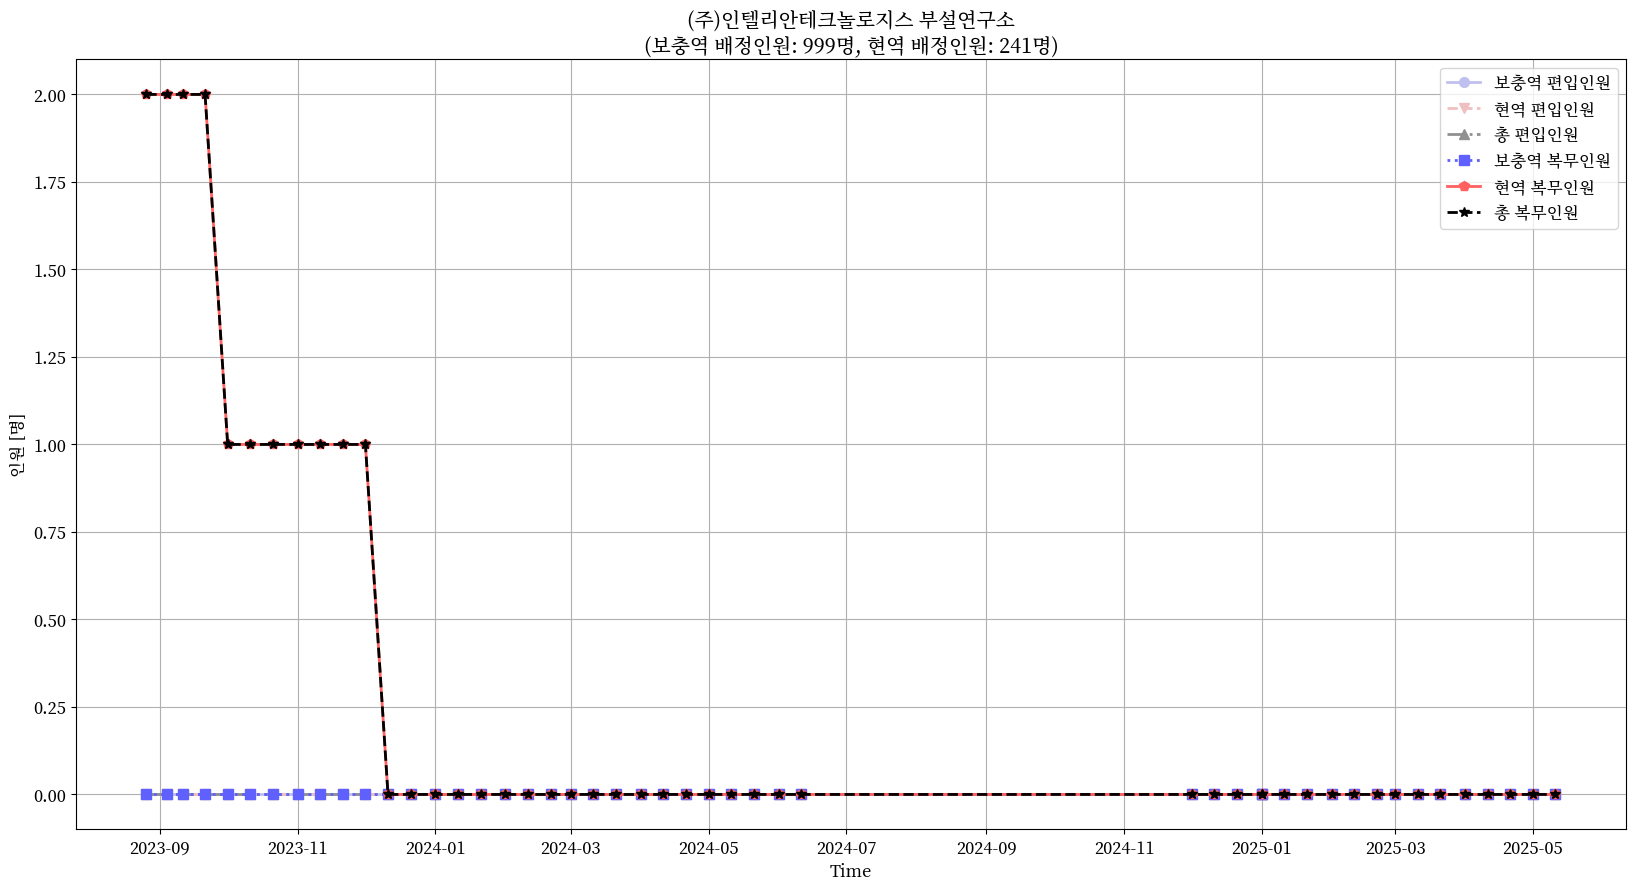 (주)인텔리안테크놀로지스 부설연구소
(보충역 배정인원: 999명, 현역 배정인원: 241명)
보충역 편입인원
현역 편입인원
총 편입인원
보충역 복무인원
현역 복무인원
총 복무인원
인원 [명]
2.00
1.75
1.50
1.25
1.00
0.75
0.50
0.25
0.00
2023-09
2023-11
2024-01
2024-03
2024-05
2024-07
2024-09
2024-11
2025-01
2025-03
2025-05
Time